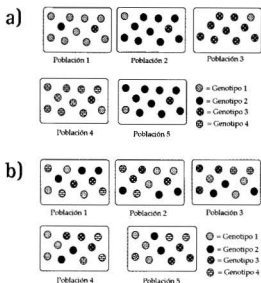 a)
Población 1 Población 2 Población 3
= Genotipo 1
= Genotipo 2
= Genotipo 3
= Genotipo 4
Población 4 Población 5
b)
Población 1 Población 2 Población 3
= Genotipo 1
= Genotipo 2
= Genotipo 3
= Genotipo 4
Población 4 Población 5